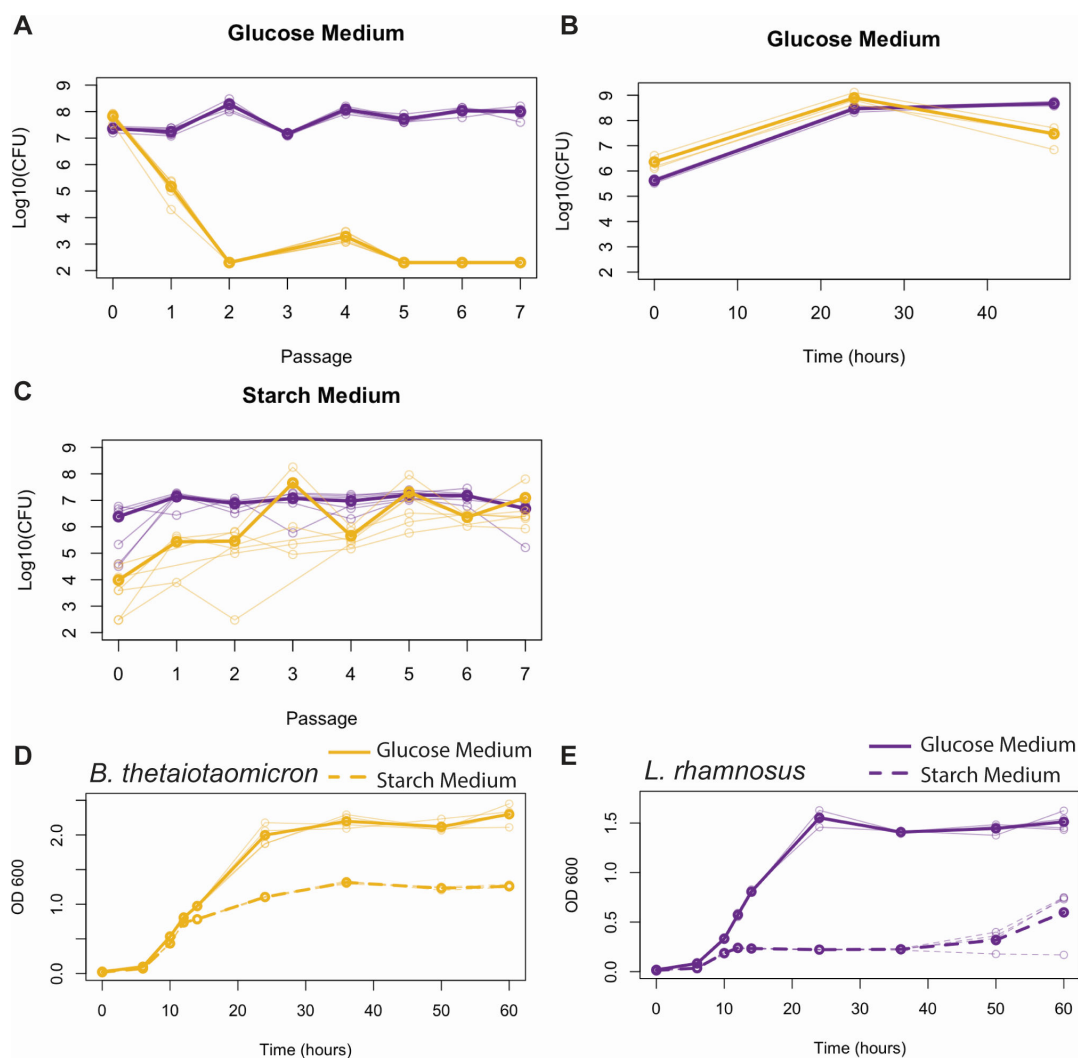 A
Glucose Medium
Log10(CFU)
9
8
7
6
5
4
3
2
0 1 2 3 4 5 6 7
Passage
B
Glucose Medium
Log10(CFU)
9
8
7
6
5
4
3
2
0 10 20 30 40
Time (hours)
C
Starch Medium
Log10(CFU)
9
8
7
6
5
4
3
2
0 1 2 3 4 5 6 7
Passage
D
Glucose Medium
Starch Medium
B. thetaiotaomicron
OD 600
2.0
1.0
0.0
0 10 20 30 40 50 60
Time (hours)
E
Glucose Medium
Starch Medium
L. rhamnosus
OD 600
1.5
1.0
0.5
0.0
0 10 20 30 40 50 60
Time (hours)